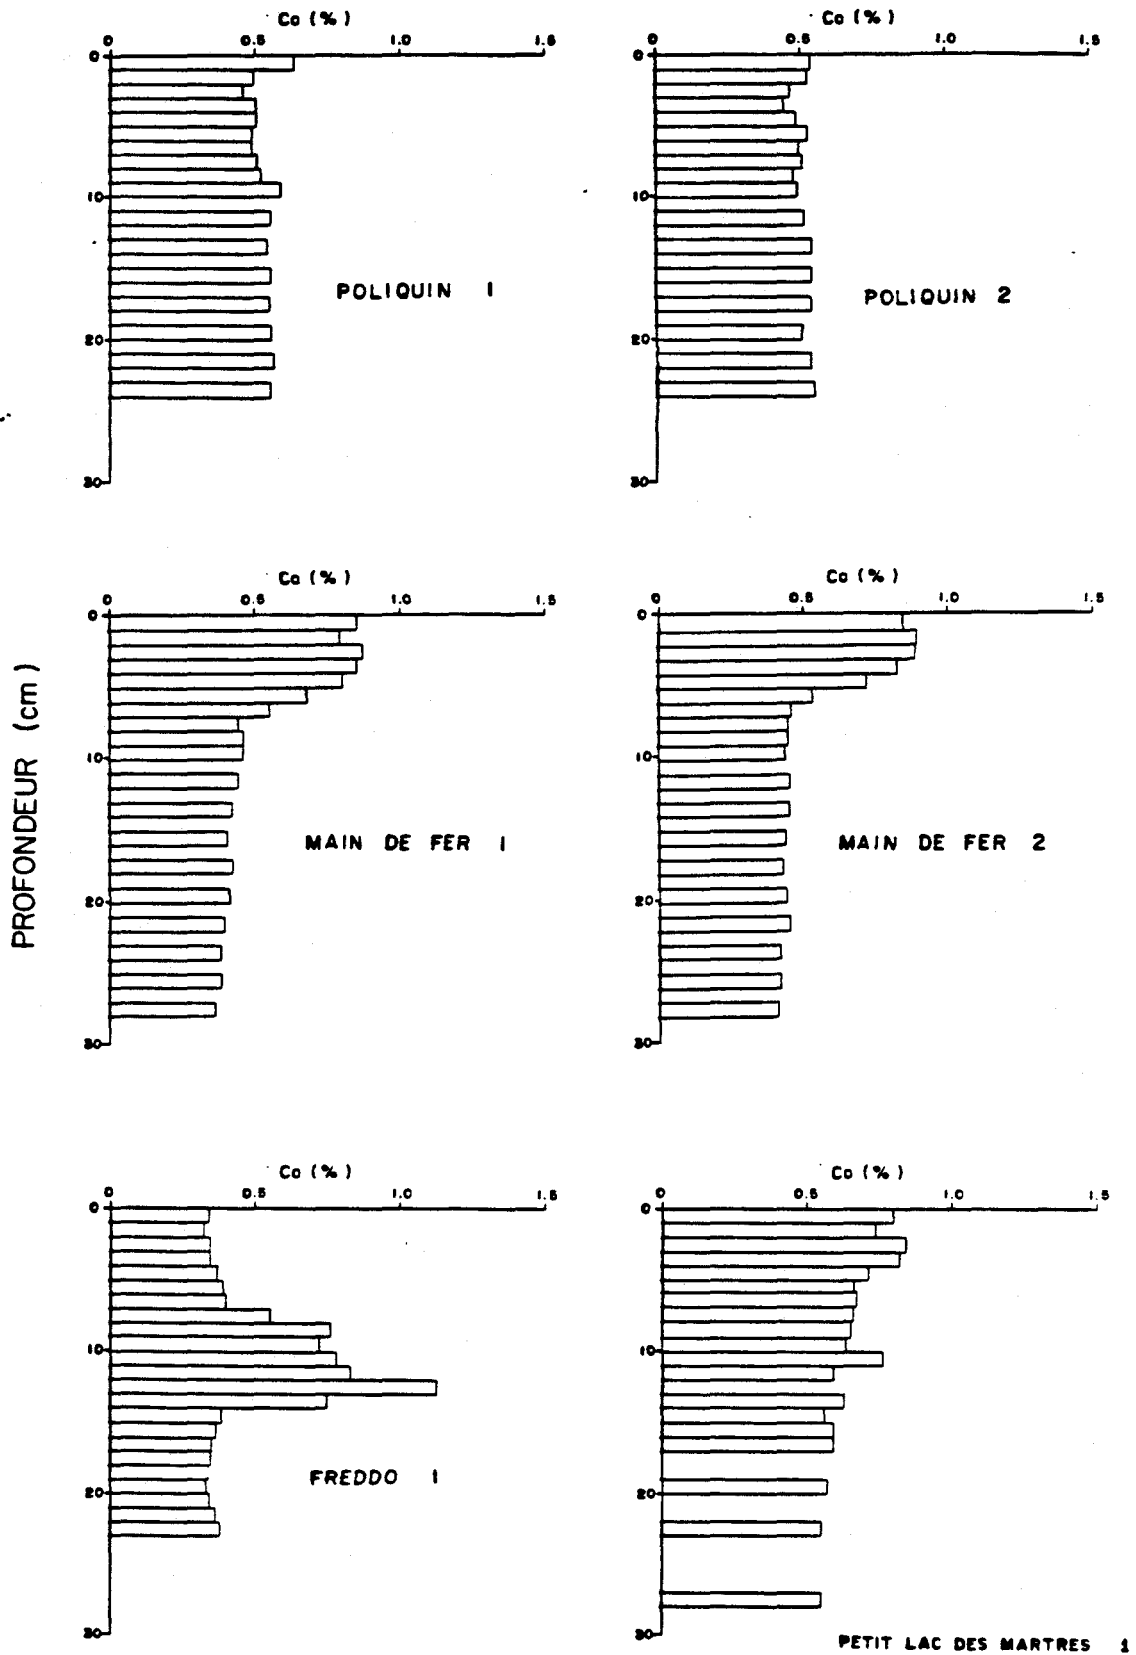 Ca (%)
0 0.5 1.0 1.5
0
10
20
30
POLIQUIN 1
Ca (%)
0 0.5 1.0 1.5
0
10
20
30
POLIQUIN 2
PROFONDEUR (cm)
Ca (%)
0 0.5 1.0 1.5
0
10
20
30
MAIN DE FER 1
Ca (%)
0 0.5 1.0 1.5
0
10
20
30
MAIN DE FER 2
Ca (%)
0 0.5 1.0 1.5
0
10
20
30
FREDDO 1
Ca (%)
0 0.5 1.0 1.5
0
10
20
30
PETIT LAC DES MARTRES 1